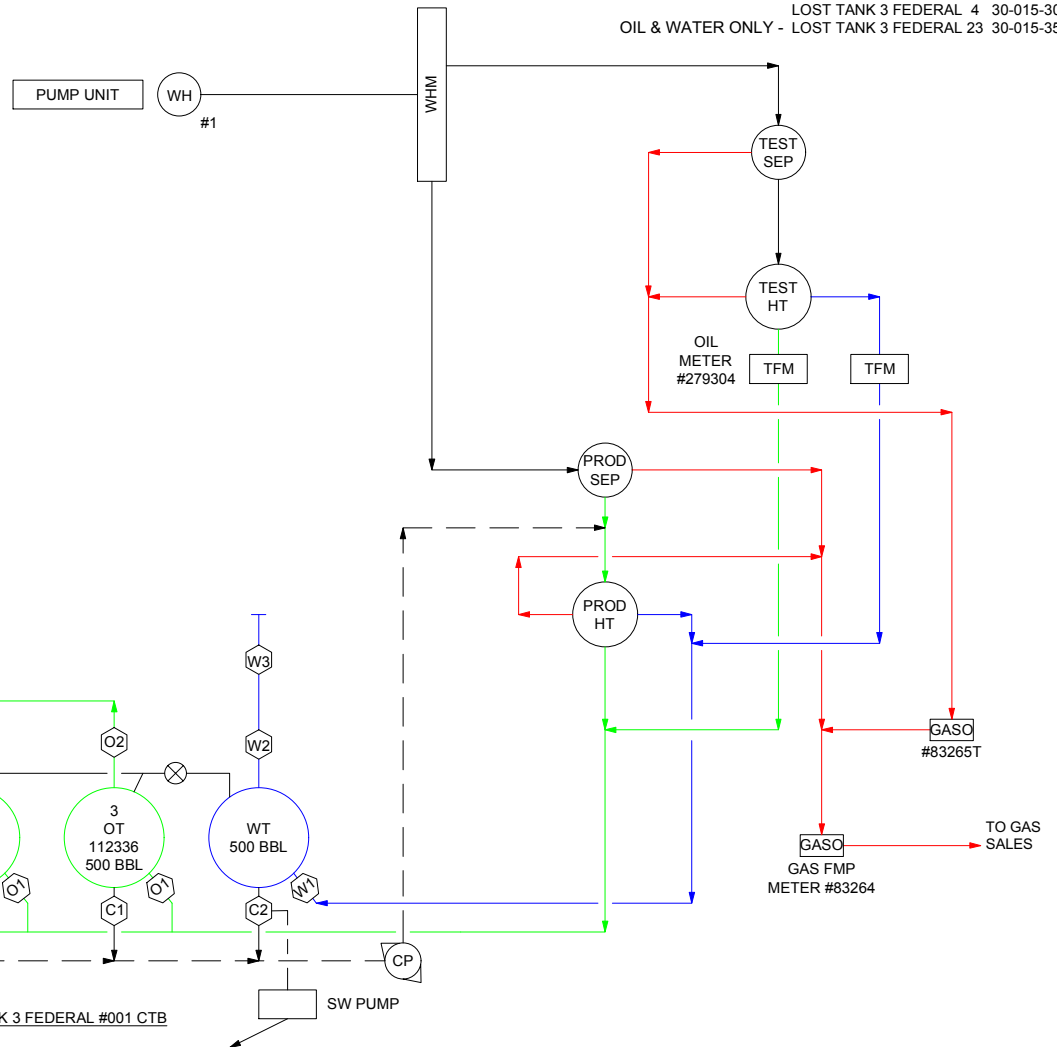 LOST TANK 3 FEDERAL 4 30-015-30
OIL & WATER ONLY - LOST TANK 3 FEDERAL 23 30-015-35
PUMP UNIT
WH
#1
WHM
TEST
SEP
TEST
HT
OIL
METER
#279304
TFM
TFM
PROD
SEP
PROD
HT
W3
W2
O2
GASO
#83265T
3
OT
112336
500 BBL
WT
500 BBL
GASO
TO GAS
SALES
GAS FMP
METER #83264
O1
O1
W1
C1
C2
CP
SW PUMP
K 3 FEDERAL #001 CTB